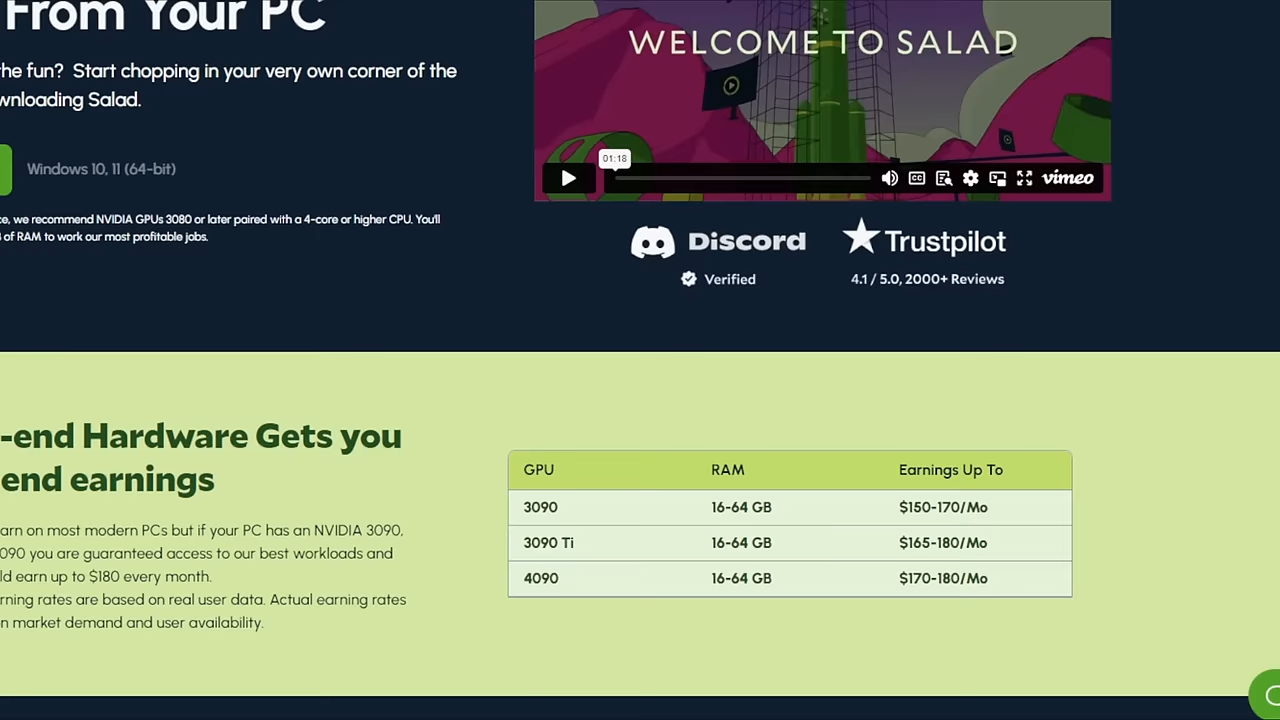 From Your PC
the fun? Start chopping in your very own corner of the
wnloading Salad.
Windows 10, 11 (64-bit)
ce, we recommend NVIDIA GPUs 3080 or later paired with a 4-core or higher CPU. You'll
of RAM to work our most profitable jobs.
WELCOME TO SALAD
01:18
CC
vimeo
Discord
Trustpilot
Verified
4.1 / 5.0, 2000+ Reviews
-end Hardware Gets you
end earnings
arn on most modern PCs but if your PC has an NVIDIA 3090,
090 you are guaranteed access to our best workloads and
ld earn up to $180 every month.
rning rates are based on real user data. Actual earning rates
n market demand and user availability.
GPU RAM Earnings Up To
3090 16-64 GB $150-170/Mo
3090 Ti 16-64 GB $165-180/Mo
4090 16-64 GB $170-180/Mo